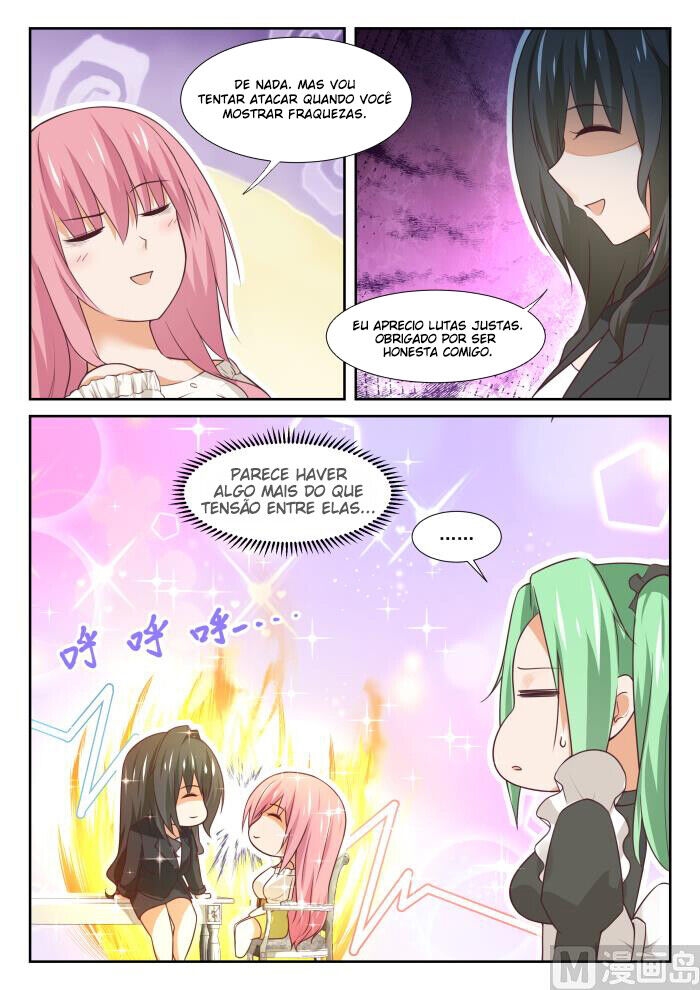 DE NADA. MAS VOU
TENTAR ATACAR QUANDO VOCÊ
MOSTRAR FRAQUEZAS.
EU APRECIO LUTAS JUSTAS.
OBRIGADO POR SER
HONESTA COMIGO.
PARECE HAVER
ALGO MAIS DO QUE
TENSÃO ENTRE ELAS...
......
呼 呼 呼-...
M 漫画岛